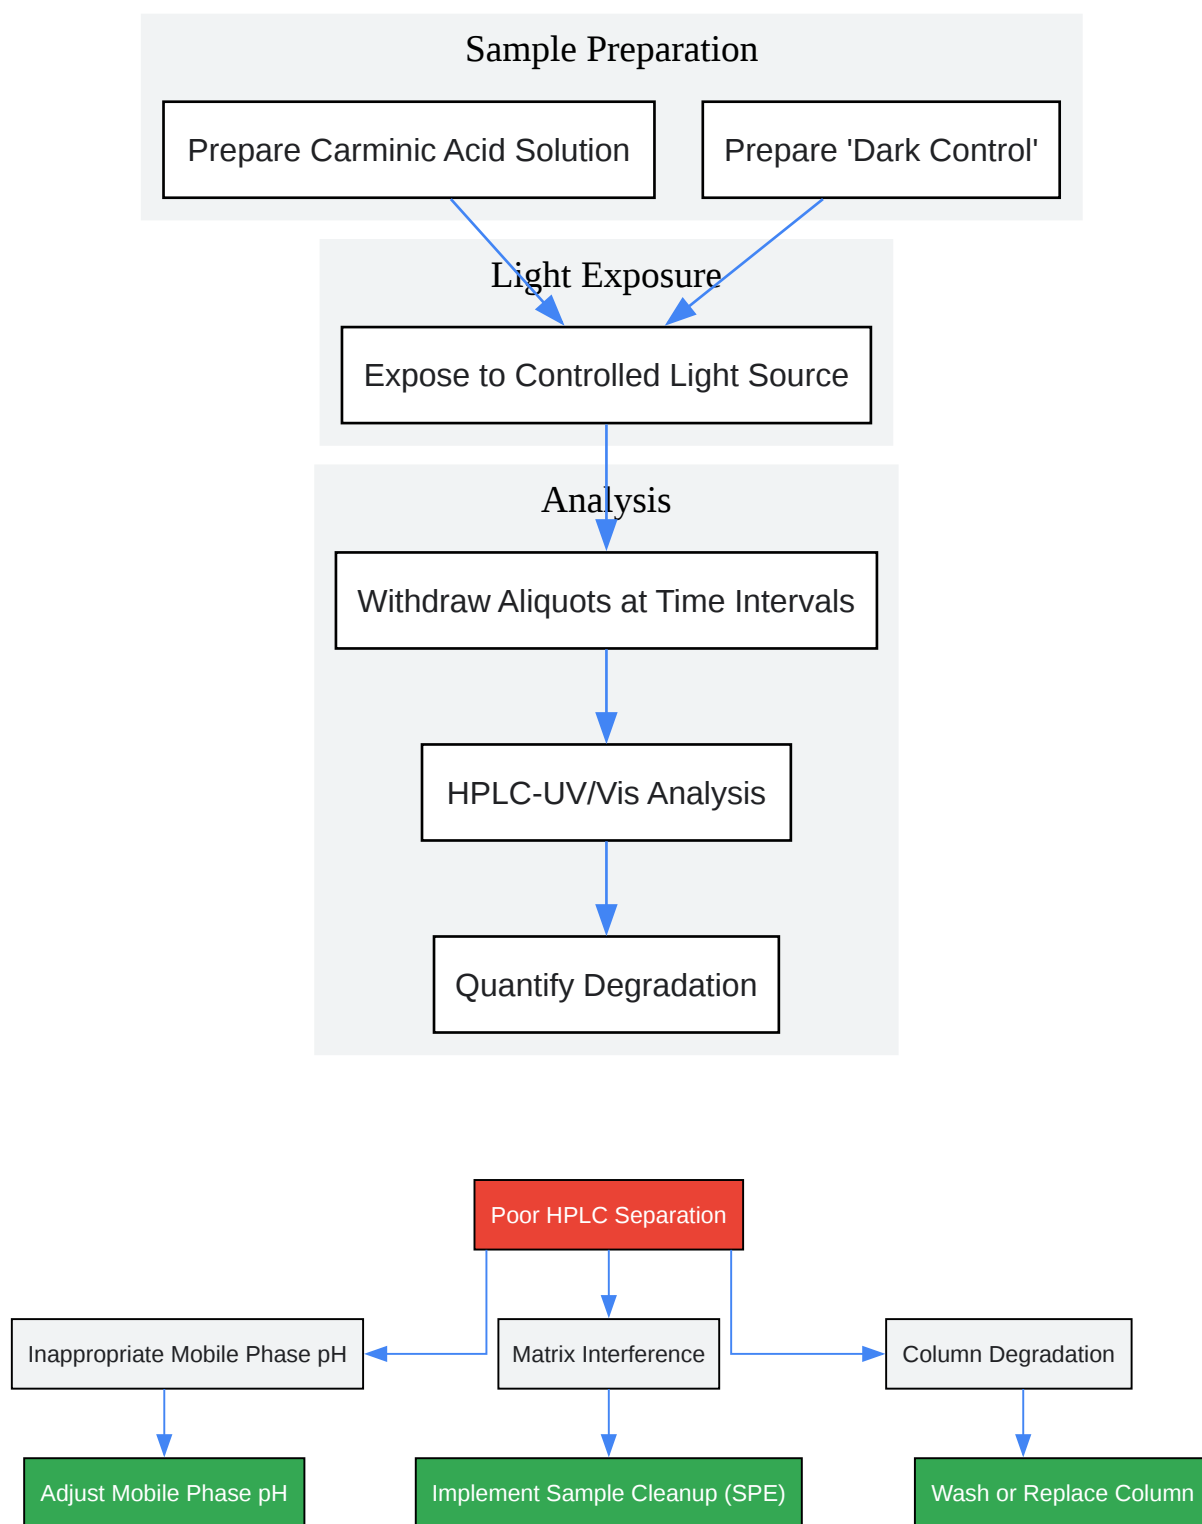 Sample Preparation
Prepare Carminic Acid Solution
Prepare 'Dark Control'
Light Exposure
Expose to Controlled Light Source
Analysis
Withdraw Aliquots at Time Intervals
HPLC-UV/Vis Analysis
Quantify Degradation
Poor HPLC Separation
Inappropriate Mobile Phase pH
Matrix Interference
Column Degradation
Adjust Mobile Phase pH
Implement Sample Cleanup (SPE)
Wash or Replace Column